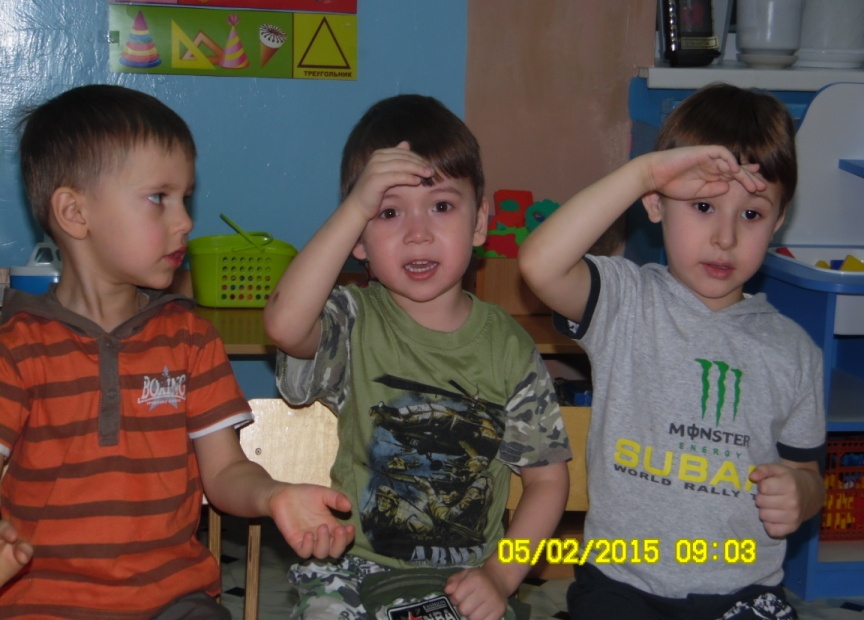 ТРЕУГОЛЬНИК
BOXING
ARMY
MONSTER
ENERGY
SUBA
WORLD RALLY
05/02/2015 09:03